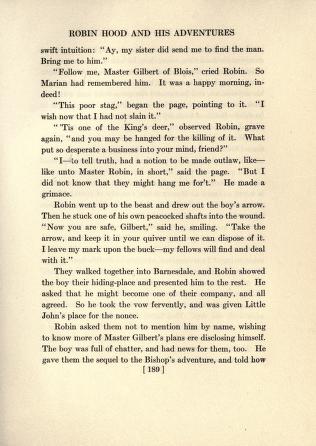 ROBIN HOOD AND HIS ADVENTURES
swift intuition: "Ay, my sister did send me to find the man.
Bring me to him."
"Follow me, Master Gilbert of Blois," cried Robin. So
Marian had remembered him. It was a happy morning, in-
deed!
"This poor stag," began the page, pointing to it. "I
wish now that I had not slain it."
"'Tis one of the King's deer," observed Robin, grave
again, "and you may be hanged for the killing of it. What
put so desperate a business into your mind, friend?"
"I—to tell truth, had a notion to be made outlaw, like—
like unto Master Robin, in short," said the page. "But I
did not know that they might hang me for't." He made a
grimace.
Robin went up to the beast and drew out the boy's arrow.
Then he stuck one of his own peacocked shafts into the wound.
"Now you are safe, Gilbert," said he, smiling. "Take the
arrow, and keep it in your quiver until we can dispose of it.
I leave my mark upon the buck—my fellows will find and deal
with it."
They walked together into Barnesdale, and Robin showed
the boy their hiding-place and presented him to the rest. He
asked that he might become one of their company, and all
agreed. So he took the vow fervently, and was given Little
John's place for the nonce.
Robin asked them not to mention him by name, wishing
to know more of Master Gilbert's plans ere disclosing himself.
The boy was full of chatter, and had news for them, too. He
gave them the sequel to the Bishop's adventure, and told how
[ 189 ]